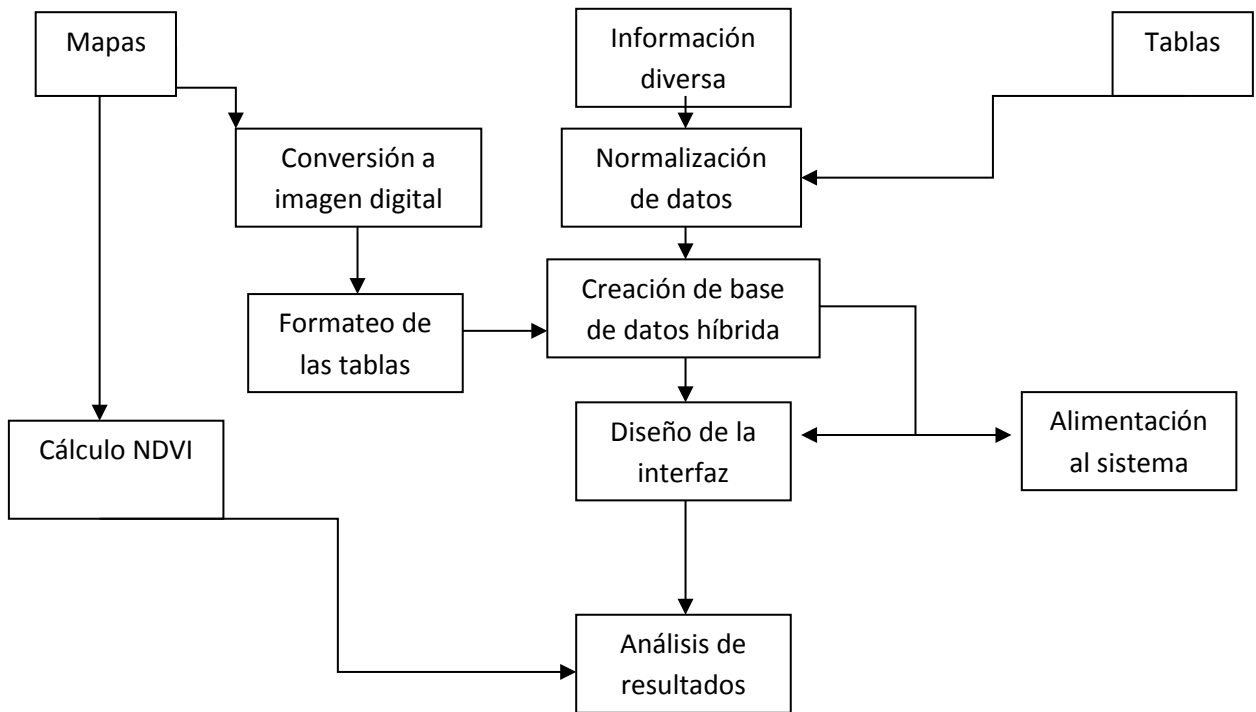 Mapas
Información
diversa
Tablas
Conversión a
imagen digital
Normalización
de datos
Formateo de
las tablas
Creación de base
de datos híbrida
Cálculo NDVI
Diseño de la
interfaz
Alimentación
al sistema
Análisis de
resultados